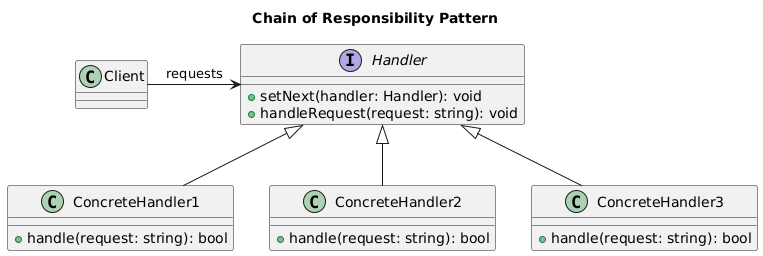 Chain of Responsibility Pattern
C Client
requests
I Handler
setNext(handler: Handler): void
handleRequest(request: string): void
C ConcreteHandler1
handle(request: string): bool
C ConcreteHandler2
handle(request: string): bool
C ConcreteHandler3
handle(request: string): bool